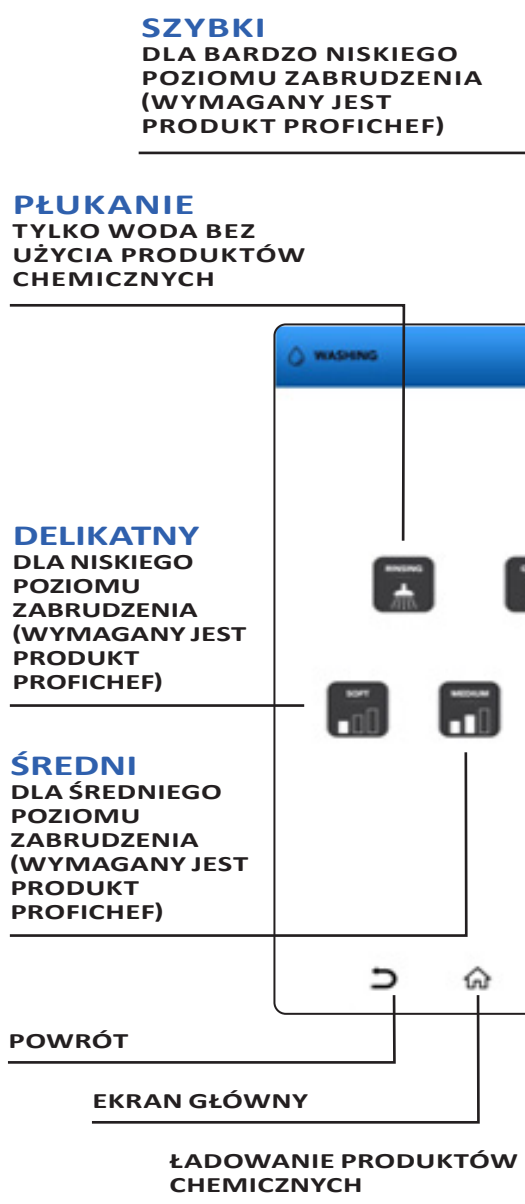 SZYBKI
DLA BARDZO NISKIEGO
POZIOMU ZABRUDZENIA
(WYMAGANY JEST
PRODUKT PROFICHEF)
PŁUKANIE
TYLKO WODA BEZ
UŻYCIA PRODUKTÓW
CHEMICZNYCH
WASHING
DELIKATNY
DLA NISKIEGO
POZIOMU
ZABRUDZENIA
(WYMAGANY JEST
PRODUKT
PROFICHEF)
RINSING
SOFT
MEDIUM
ŚREDNI
DLA ŚREDNIEGO
POZIOMU
ZABRUDZENIA
(WYMAGANY JEST
PRODUKT
PROFICHEF)
POWRÓT
EKRAN GŁÓWNY
ŁADOWANIE PRODUKTÓW
CHEMICZNYCH